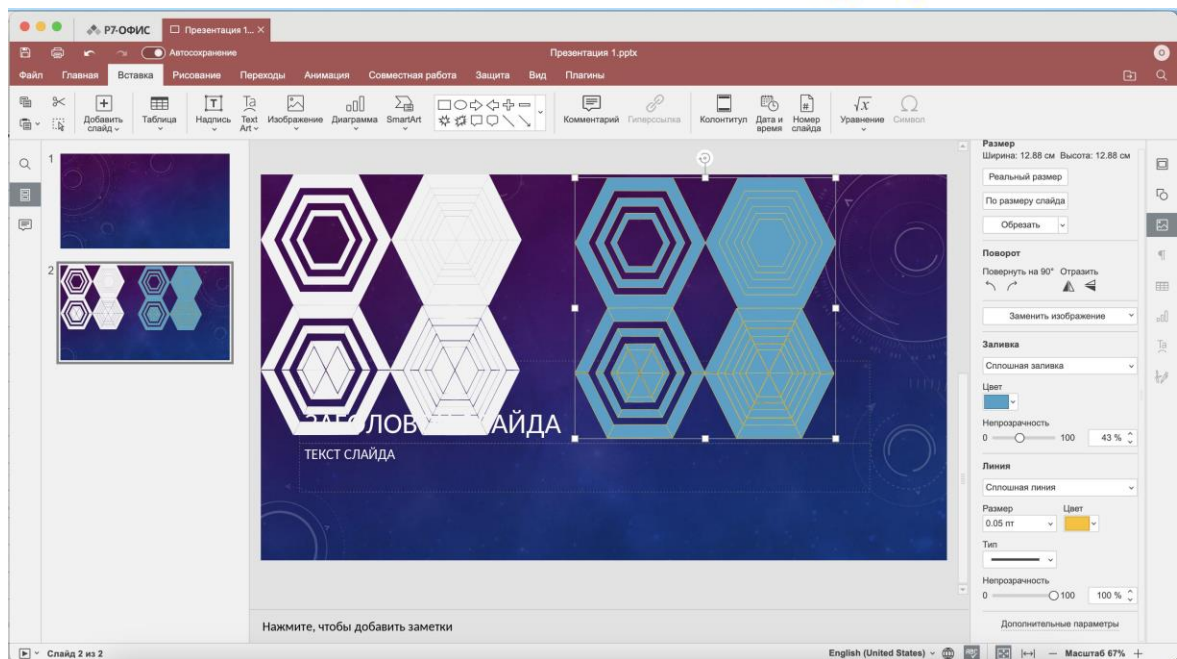 Р7-ОФИС
Презентация 1... ×
Автосохранение
Презентация 1.pptx
Файл Главная Вставка Рисование Переходы Анимация Совместная работа Защита Вид Плагины
Добавить слайд
Таблица
Надпись
Text Art
Изображение
Диаграмма
SmartArt
Комментарий
Гиперссылка
Колонтитул
Дата и время
Номер слайда
Уравнение
Символ
1
2
ТЕКСТ СЛАЙДА
Размер
Ширина: 12.88 см Высота: 12.88 см
Реальный размер
По размеру слайда
Обрезать
Поворот
Повернуть на 90° Отразить
Заменить изображение
Заливка
Сплошная заливка
Цвет
Непрозрачность
0 100 43 %
Линия
Сплошная линия
Размер Цвет
0.05 пт
Тип
Непрозрачность
0 100 100 %
Дополнительные параметры
Нажмите, чтобы добавить заметки
Слайд 2 из 2
English (United States)
Масштаб 67%